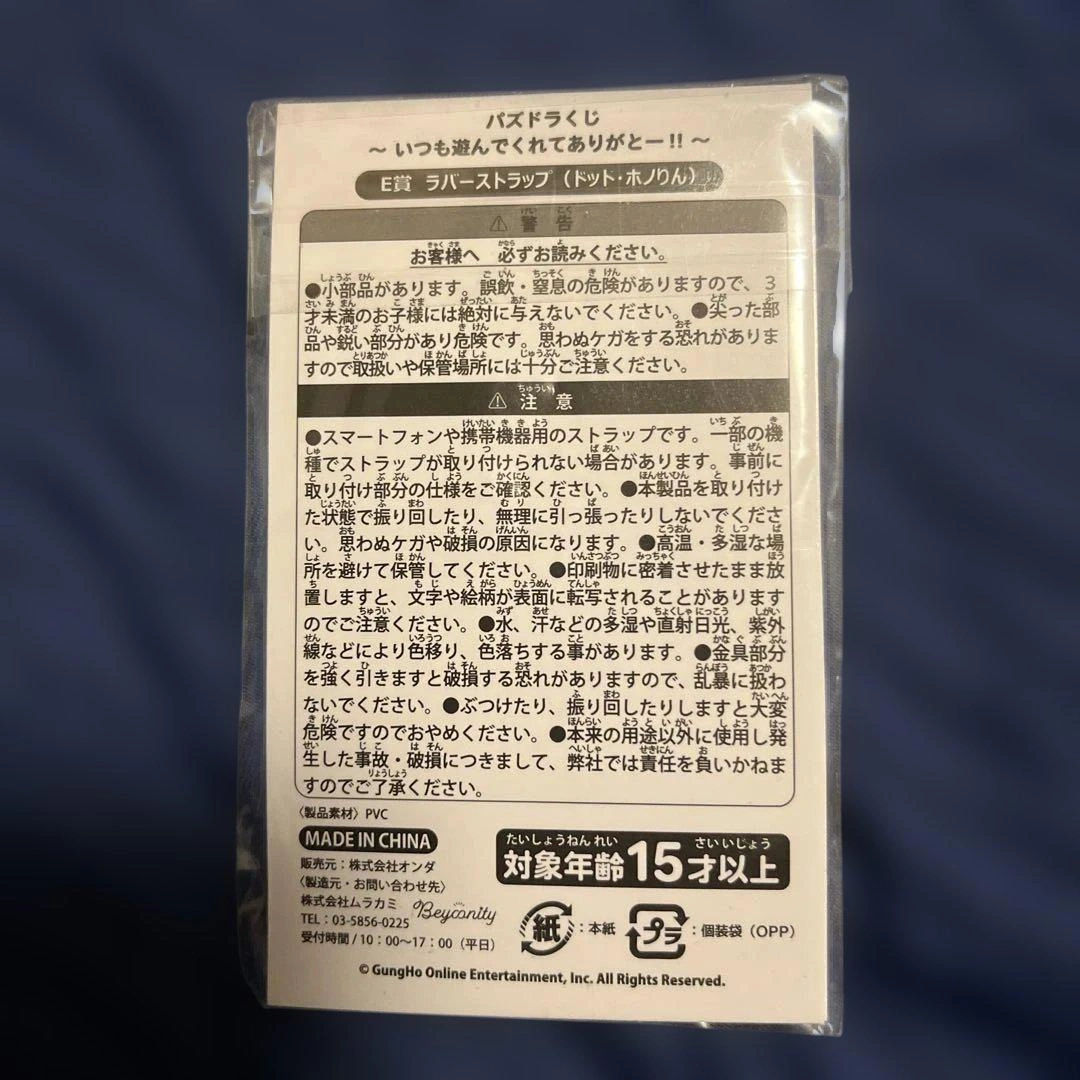 パズドラくじ
～ いつも遊んでくれてありがとー!! ～
E賞 ラバーストラップ（ドット・ホノりん）
⚠ 警告
お客様へ 必ずお読みください。
●小部品があります。誤飲・窒息の危険がありますので、3
才未満のお子様には絶対に与えないでください。●尖った部
品や鋭い部分があり危険です。思わぬケガをする恐れがありま
すので取扱いや保管場所には十分ご注意ください。
⚠ 注意
●スマートフォンや携帯機器用のストラップです。一部の機
種でストラップが取り付けられない場合があります。事前に
取り付け部分の仕様をご確認ください。●本製品を取り付け
た状態で振り回したり、無理に引っ張ったりしないでくださ
い。思わぬケガや破損の原因になります。●高温・多湿な場
所を避けて保管してください。●印刷物に密着させたまま放
置しますと、文字や絵柄が表面に転写されることがあります
のでご注意ください。●水、汗などの多湿や直射日光、紫外
線などにより色移り、色落ちする事があります。●金具部分
を強く引きますと破損する恐れがありますので、乱暴に扱わ
ないでください。●ぶつけたり、振り回したりしますと大変
危険ですのでおやめください。●本来の用途以外に使用し発
生した事故・破損につきまして、弊社では責任を負いかねま
すのでご了承ください。
〈製品素材〉PVC
MADE IN CHINA
販売元：株式会社オンダ
〈製造元・お問い合わせ先〉
株式会社ムラカミ
Beyconity
TEL：03-5856-0225
受付時間/10：00～17：00（平日）
たいしょうねんれい さいいじょう
対象年齢15才以上
紙：本紙
プラ：個装袋（OPP）
© GungHo Online Entertainment, Inc. All Rights Reserved.